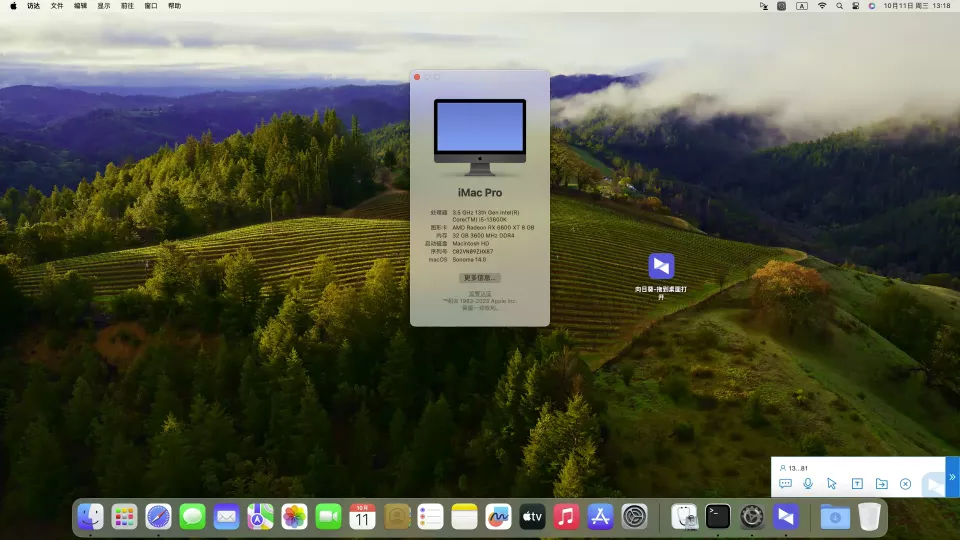 访达 文件 编辑 显示 前往 窗口 帮助
A
10月11日 周三 13:18
iMac Pro
处理器 3.5 GHz 13th Gen Intel(R)
Core(TM) i5-13600K
图形卡 AMD Radeon RX 6600 XT 8 GB
内存 32 GB 3600 MHz DDR4
启动磁盘 Macintosh HD
序列号
macOS Sonoma 14.0
更多信息...
监管认证
™和© 1983-2023 Apple Inc.
保留一切权利。
向日葵-拖到桌面打
开
13...81
10月
11
tv